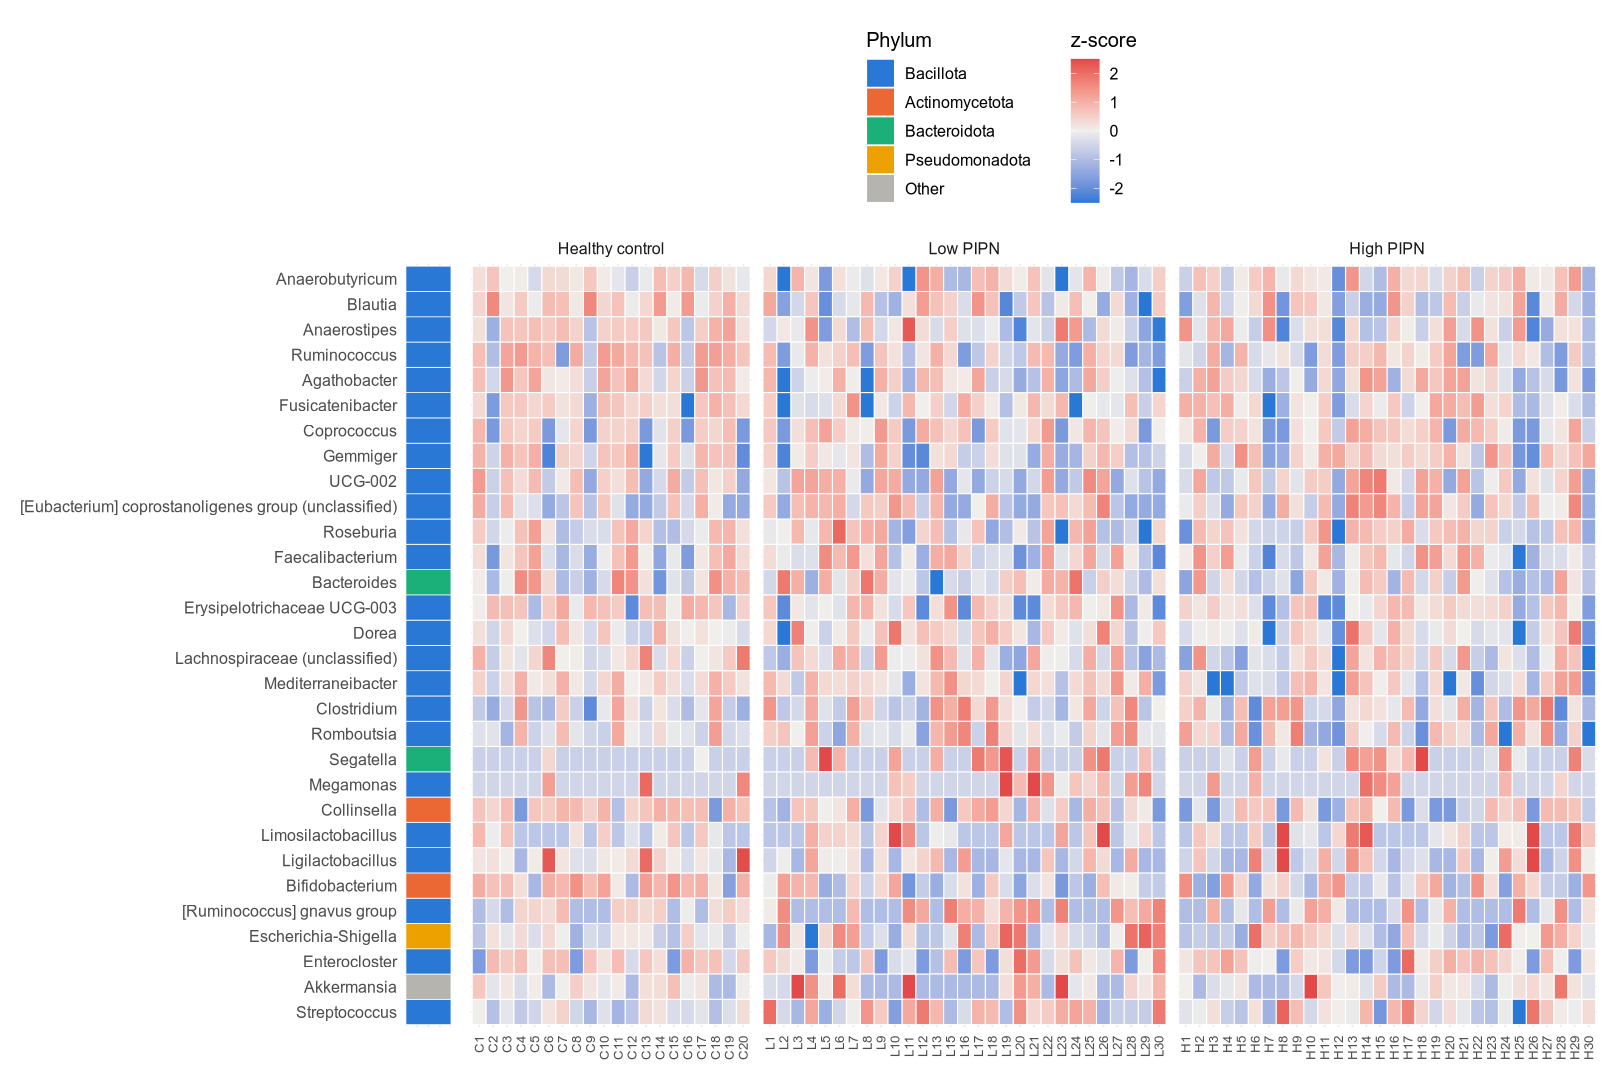 Phylum
Bacillota
Actinomycetota
Bacteroidota
Pseudomonadota
Other
z-score
2
1
0
-1
-2
Healthy control
Low PIPN
High PIPN
Anaerobutyricum
Blautia
Anaerostipes
Ruminococcus
Agathobacter
Fusicatenibacter
Coprococcus
Gemmiger
UCG-002
[Eubacterium] coprostanoligenes group (unclassified)
Roseburia
Faecalibacterium
Bacteroides
Erysipelotrichaceae UCG-003
Dorea
Lachnospiraceae (unclassified)
Mediterraneibacter
Clostridium
Romboutsia
Segatella
Megamonas
Collinsella
Limosilactobacillus
Ligilactobacillus
Bifidobacterium
[Ruminococcus] gnavus group
Escherichia-Shigella
Enterocloster
Akkermansia
Streptococcus
C1 C2 C3 C4 C5 C6 C7 C8 C9 C10 C11 C12 C13 C14 C15 C16 C17 C18 C19 C20
L1 L2 L3 L4 L5 L6 L7 L8 L9 L10 L11 L12 L13 L15 L16 L17 L18 L19 L20 L21 L22 L23 L24 L25 L26 L27 L28 L29 L30
H1 H2 H3 H4 H5 H6 H7 H8 H9 H10 H11 H12 H13 H14 H15 H16 H17 H18 H19 H20 H21 H22 H23 H24 H25 H26 H27 H28 H29 H30